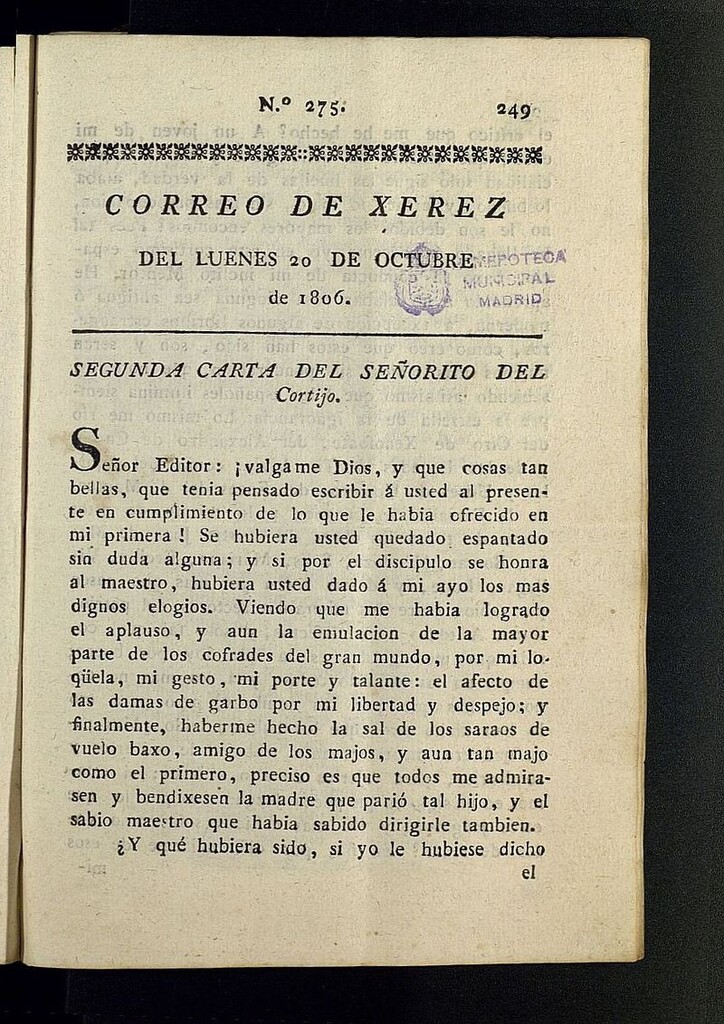 N.º 275.
249
CORREO DE XEREZ
DEL LUENES 20 DE OCTUBRE
de 1806.
HEMEROTECA
MUNICIPAL
MADRID
SEGUNDA CARTA DEL SEÑORITO DEL
Cortijo.
Señor Editor: ¡valgame Dios, y que cosas tan
bellas, que tenia pensado escribir á usted al presen-
te en cumplimiento de lo que le habia ofrecido en
mi primera! Se hubiera usted quedado espantado
sin duda alguna; y si por el discipulo se honra
al maestro, hubiera usted dado á mi ayo los mas
dignos elogios. Viendo que me habia logrado
el aplauso, y aun la emulacion de la mayor
parte de los cofrades del gran mundo, por mi lo-
qüela, mi gesto, mi porte y talante: el afecto de
las damas de garbo por mi libertad y despejo; y
finalmente, haberme hecho la sal de los saraos de
vuelo baxo, amigo de los majos, y aun tan majo
como el primero, preciso es que todos me admira-
sen y bendixesen la madre que parió tal hijo, y el
sabio maestro que habia sabido dirigirle tambien.
¿Y qué hubiera sido, si yo le hubiese dicho
el